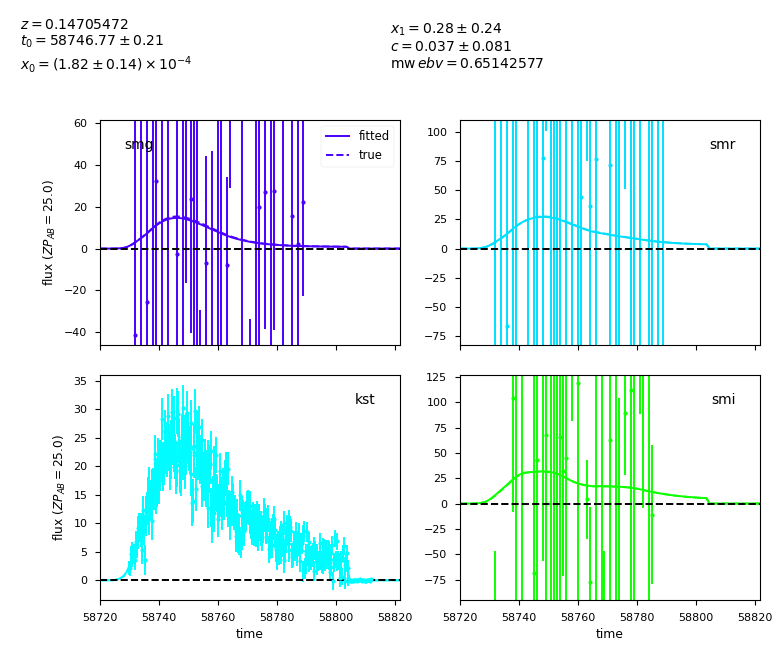 z = 0.14705472
t₀ = 58746.77 ± 0.21
x₀ = (1.82 ± 0.14) × 10⁻⁴
x₁ = 0.28 ± 0.24
c = 0.037 ± 0.081
mw ebv = 0.65142577
smg
fitted
true
60
40
20
0
−20
−40
flux (ZP_AB = 25.0)
smr
100
75
50
25
0
−25
−50
−75
kst
35
30
25
20
15
10
5
0
flux (ZP_AB = 25.0)
58720 58740 58760 58780 58800 58820
time
smi
125
100
75
50
25
0
−25
−50
−75
58720 58740 58760 58780 58800 58820
time